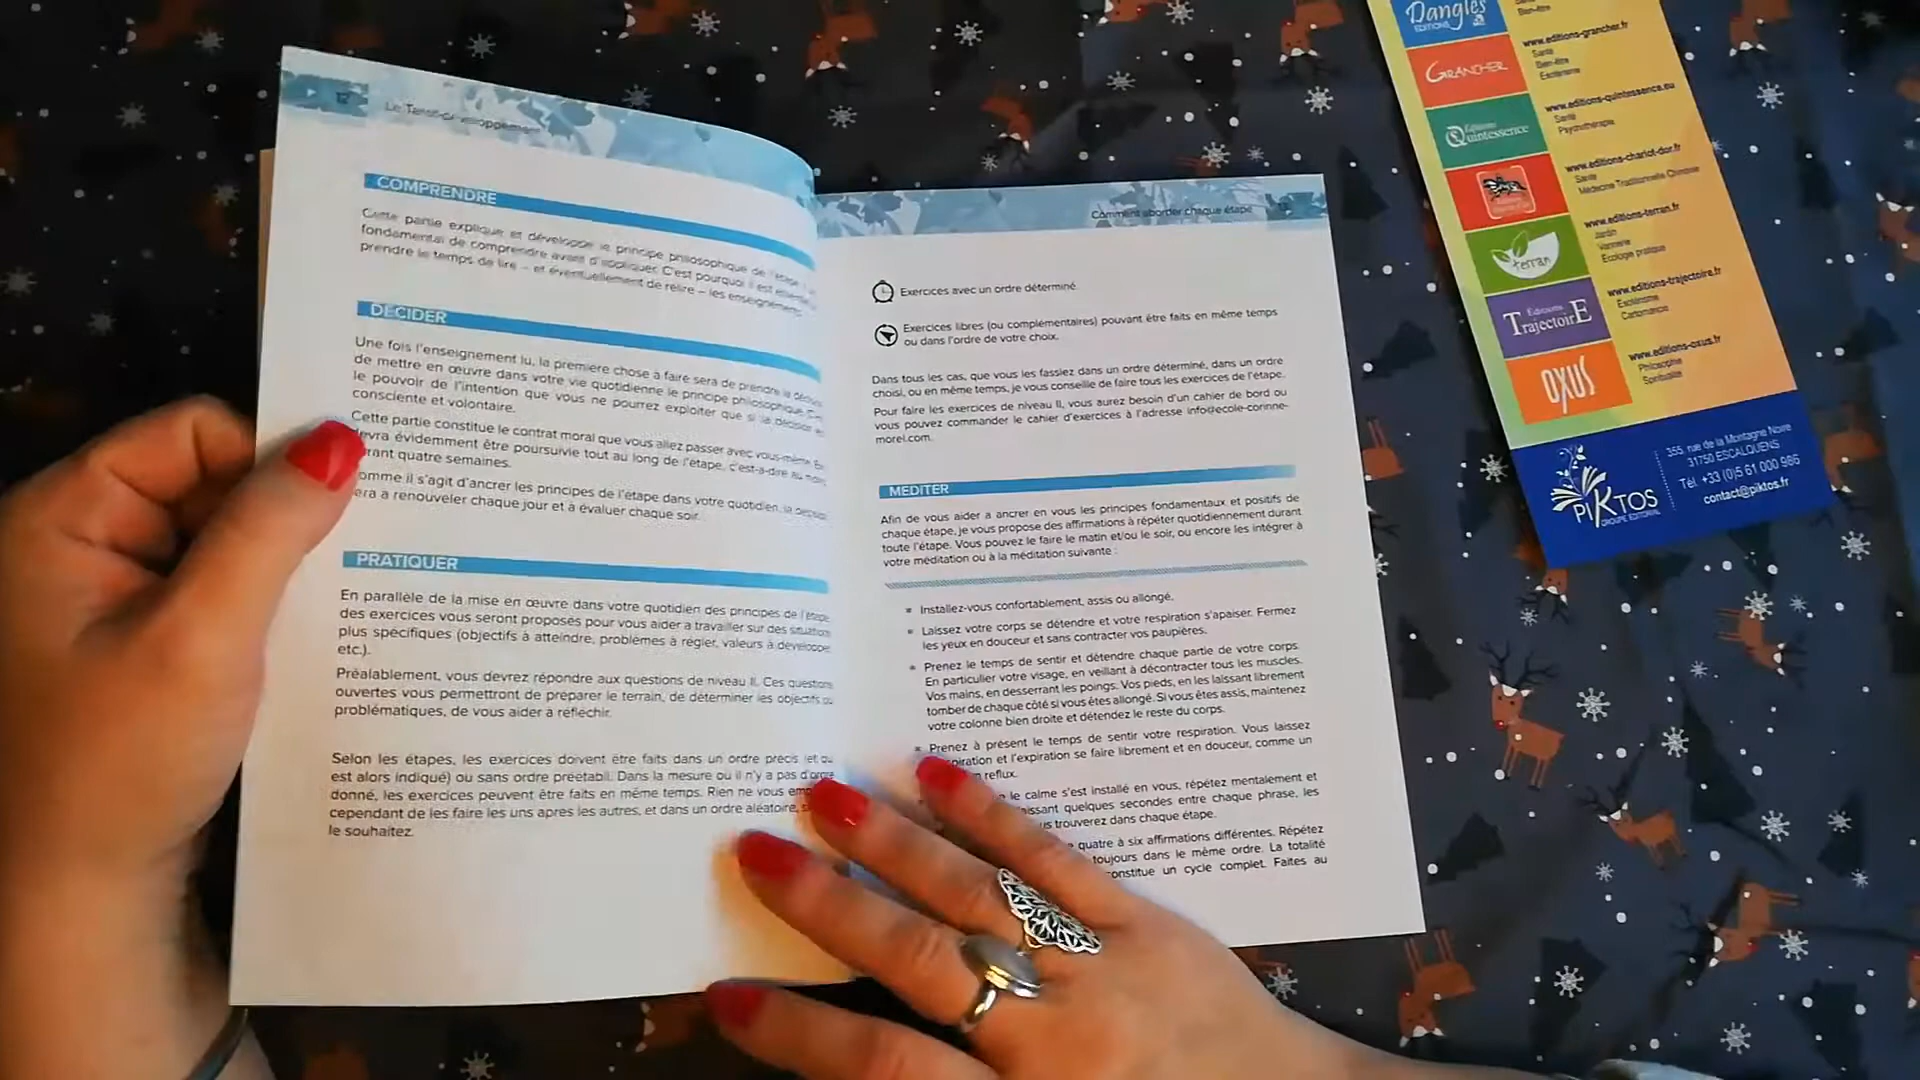 12
COMPRENDRE
Cette partie explique et développe le principe philosophique de l'étape
fondamental de comprendre avant d'appliquer. C'est pourquoi il est
prendre le temps de lire – et éventuellement de relire – les enseignements.
DÉCIDER
Une fois l'enseignement lu, la première chose à faire sera de prendre la
de mettre en œuvre dans votre vie quotidienne le principe philosophique
le pouvoir de l'intention que vous ne pourrez exploiter que si la décision
consciente et volontaire.
Cette partie constitue le contrat moral que vous allez passer avec vous-même.
evra évidemment être poursuivie tout au long de l'étape, c'est-à-dire au
rant quatre semaines.
omme il s'agit d'ancrer les principes de l'étape dans votre quotidien, la
era à renouveler chaque jour et à évaluer chaque soir.
PRATIQUER
En parallèle de la mise en œuvre dans votre quotidien des principes de l'étape
des exercices vous seront proposés pour vous aider à travailler sur des situations
plus spécifiques (objectifs à atteindre, problèmes à régler, valeurs à développer
etc.).
Préalablement, vous devrez répondre aux questions de niveau II. Ces questions
ouvertes vous permettront de préparer le terrain, de déterminer les objectifs
problématiques, de vous aider à réfléchir.
Selon les étapes, les exercices doivent être faits dans un ordre précis (et
est alors indiqué) ou sans ordre préétabli. Dans la mesure où il n'y a pas d'ordre
donné, les exercices peuvent être faits en même temps. Rien ne vous
cependant de les faire les uns après les autres, et dans un ordre aléatoire,
le souhaitez.
Comment aborder chaque étape
Exercices avec un ordre déterminé.
Exercices libres (ou complémentaires) pouvant être faits en même temps
ou dans l'ordre de votre choix.
Dans tous les cas, que vous les fassiez dans un ordre déterminé, dans un ordre
choisi, ou en même temps, je vous conseille de faire tous les exercices de l'étape.
Pour faire les exercices de niveau II, vous aurez besoin d'un cahier de bord ou
vous pouvez commander le cahier d'exercices à l'adresse info@ecole-corinne-
morel.com.
MÉDITER
Afin de vous aider à ancrer en vous les principes fondamentaux et positifs de
chaque étape, je vous propose des affirmations à répéter quotidiennement durant
toute l'étape. Vous pouvez le faire le matin et/ou le soir, ou encore les intégrer à
votre méditation ou à la méditation suivante :
Installez-vous confortablement, assis ou allongé.
Laissez votre corps se détendre et votre respiration s'apaiser. Fermez
les yeux en douceur et sans contracter vos paupières.
Prenez le temps de sentir et détendre chaque partie de votre corps.
En particulier votre visage, en veillant à décontracter tous les muscles.
Vos mains, en desserrant les poings. Vos pieds, en les laissant librement
tomber de chaque côté si vous êtes allongé. Si vous êtes assis, maintenez
votre colonne bien droite et détendez le reste du corps.
Prenez à présent le temps de sentir votre respiration. Vous laissez
spiration et l'expiration se faire librement et en douceur, comme un
n reflux.
le calme s'est installé en vous, répétez mentalement et
laissant quelques secondes entre chaque phrase, les
us trouverez dans chaque étape.
quatre à six affirmations différentes. Répétez
toujours dans le même ordre. La totalité
constitue un cycle complet. Faites au
Dangles
ÉDITIONS
Bien-être
GRANCHER
www.editions-grancher.fr
Santé
Bien-être
Ésotérisme
Éditions
Quintessence
www.editions-quintessence.eu
Santé
Psychothérapie
www.editions-chariot-dor.fr
Santé
Médecine Traditionnelle Chinoise
terran
www.editions-terran.fr
Jardin
Vannerie
Écologie pratique
Éditions
TrajectoirE
www.editions-trajectoire.fr
Ésotérisme
Cartomancie
OXUS
www.editions-oxus.fr
Philosophie
Spiritualité
PiKTOS
GROUPE ÉDITORIAL
355, rue de la Montagne Noire
31750 ESCALQUENS
Tél. +33 (0)5 61 000 986
contact@piktos.fr